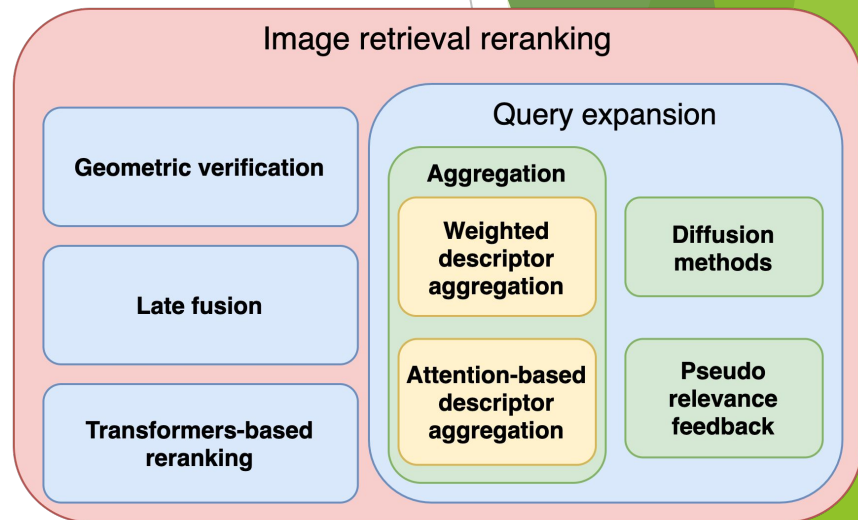 Image retrieval reranking
Geometric verification
Late fusion
Transformers-based
reranking
Query expansion
Aggregation
Weighted
descriptor
aggregation
Attention-based
descriptor
aggregation
Diffusion
methods
Pseudo
relevance
feedback